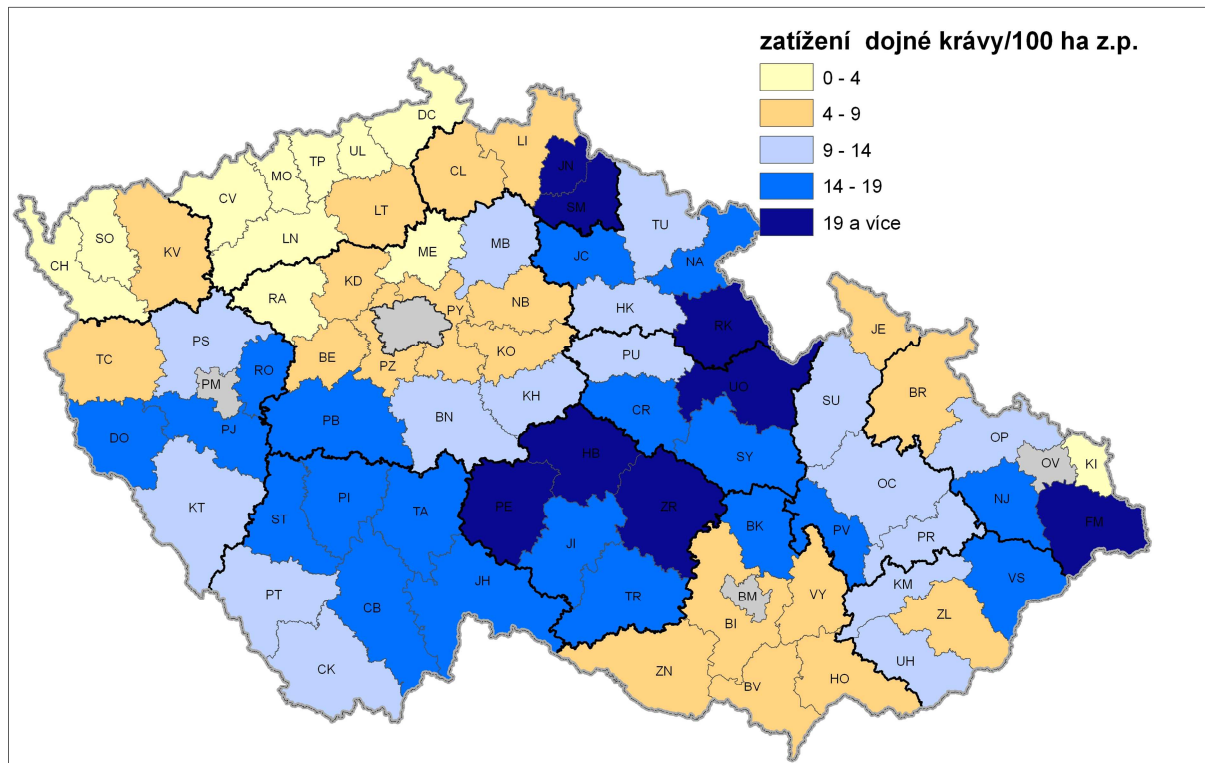 zatížení dojné krávy/100 ha z.p.
0 - 4
4 - 9
9 - 14
14 - 19
19 a více
DC
LI
UL
TP
JN
CL
MO
CV
SM
LT
TU
SO
KV
LN
ME
MB
CH
JC
NA
KD
RA
PY
NB
HK
JE
RK
PS
TC
BE
PZ
KO
PU
RO
PM
UO
BR
KH
SU
CR
BN
PB
DO
PJ
OP
SY
HB
OV
KI
OC
KT
PI
ST
TA
PE
ZR
NJ
FM
BK
PV
PR
JI
VS
JH
KM
PT
CB
TR
BM
VY
ZL
BI
UH
CK
ZN
BV
HO